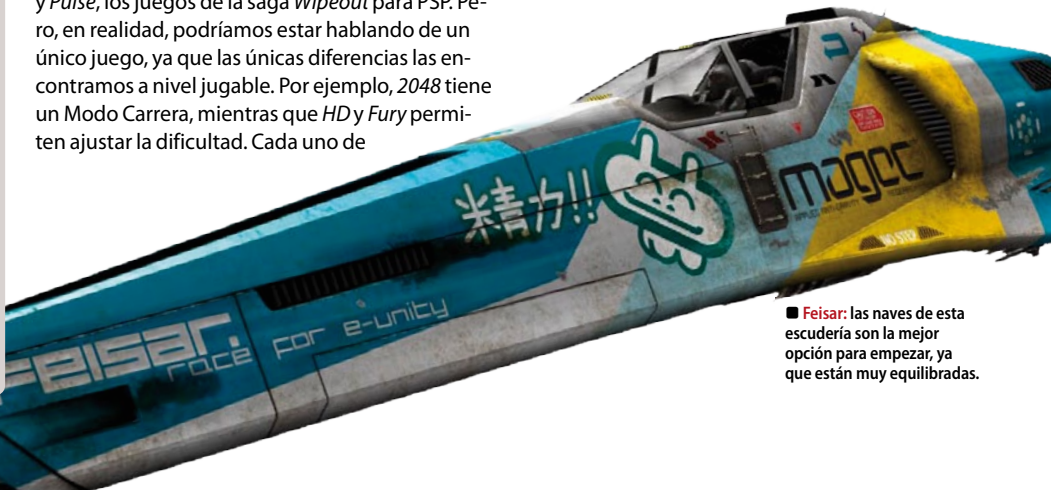 y Pulse, los juegos de la saga Wipeout para PSP. Pe-
ro, en realidad, podríamos estar hablando de un
único juego, ya que las únicas diferencias las en-
contramos a nivel jugable. Por ejemplo, 2048 tiene
un Modo Carrera, mientras que HD y Fury permi-
ten ajustar la dificultad. Cada uno de
精力!!
magec
NO STEP
FEISAR.
race for e-unity
■ Feisar: las naves de esta
escudería son la mejor
opción para empezar, ya
que están muy equilibradas.